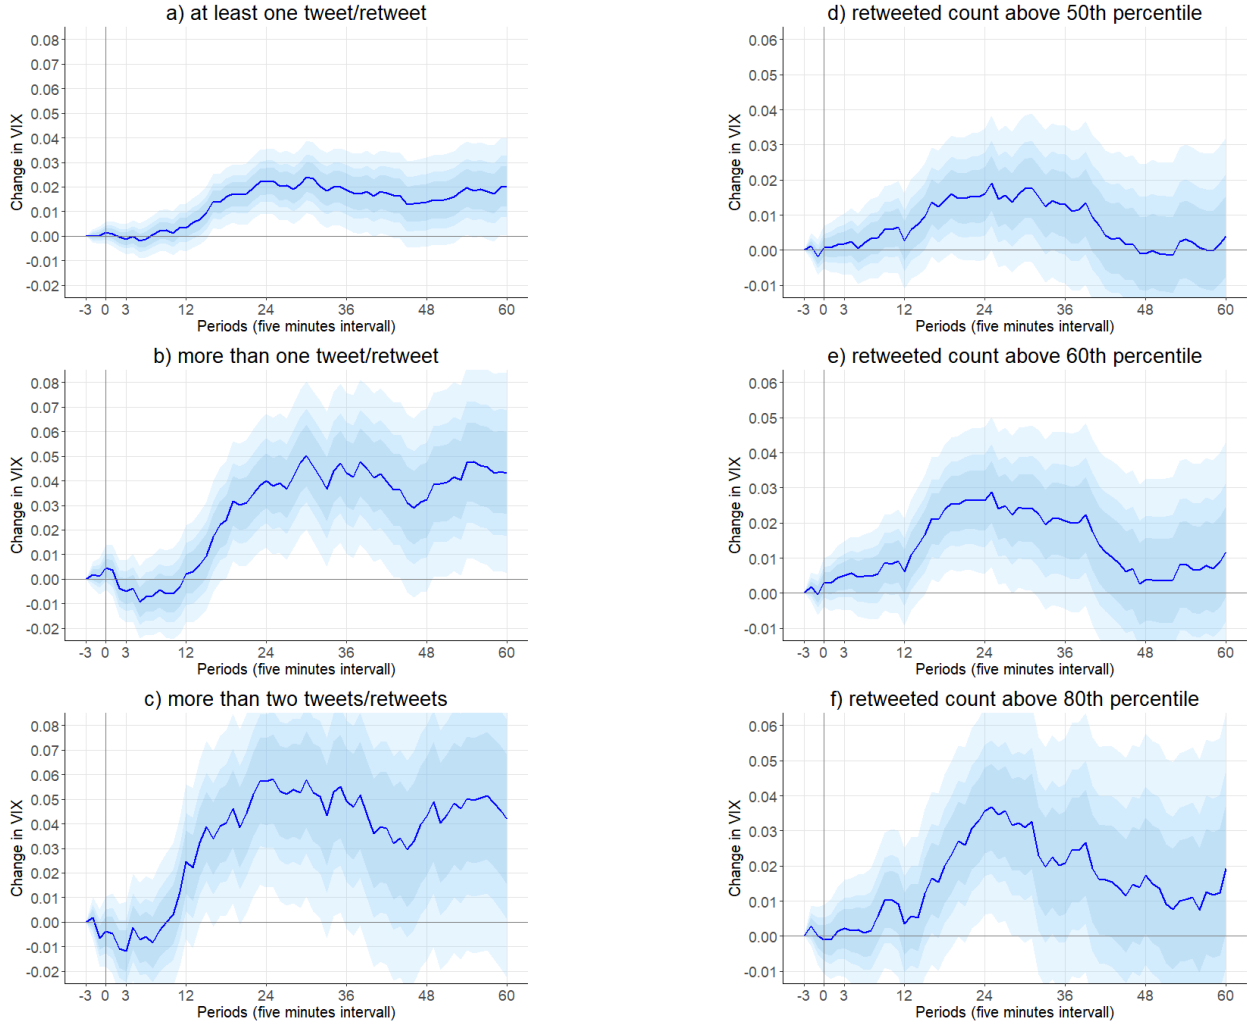 a) at least one tweet/retweet
Change in VIX
0.08
0.07
0.06
0.05
0.04
0.03
0.02
0.01
0.00
-0.01
-0.02
-3 0 3 12 24 36 48 60
Periods (five minutes intervall)
b) more than one tweet/retweet
Change in VIX
0.08
0.07
0.06
0.05
0.04
0.03
0.02
0.01
0.00
-0.01
-0.02
-3 0 3 12 24 36 48 60
Periods (five minutes intervall)
c) more than two tweets/retweets
Change in VIX
0.08
0.07
0.06
0.05
0.04
0.03
0.02
0.01
0.00
-0.01
-0.02
-3 0 3 12 24 36 48 60
Periods (five minutes intervall)
d) retweeted count above 50th percentile
Change in VIX
0.06
0.05
0.04
0.03
0.02
0.01
0.00
-0.01
-3 0 3 12 24 36 48 60
Periods (five minutes intervall)
e) retweeted count above 60th percentile
Change in VIX
0.06
0.05
0.04
0.03
0.02
0.01
0.00
-0.01
-3 0 3 12 24 36 48 60
Periods (five minutes intervall)
f) retweeted count above 80th percentile
Change in VIX
0.06
0.05
0.04
0.03
0.02
0.01
0.00
-0.01
-3 0 3 12 24 36 48 60
Periods (five minutes intervall)